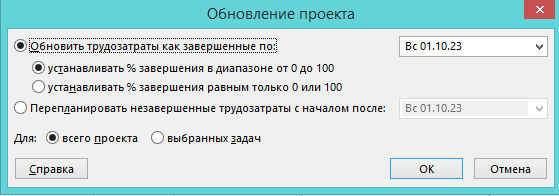 Обновление проекта
Обновить трудозатраты как завершенные по: Вс 01.10.23
устанавливать % завершения в диапазоне от 0 до 100
устанавливать % завершения равным только 0 или 100
Перепланировать незавершенные трудозатраты с началом после: Вс 01.10.23
Для: всего проекта выбранных задач
Справка ОК Отмена